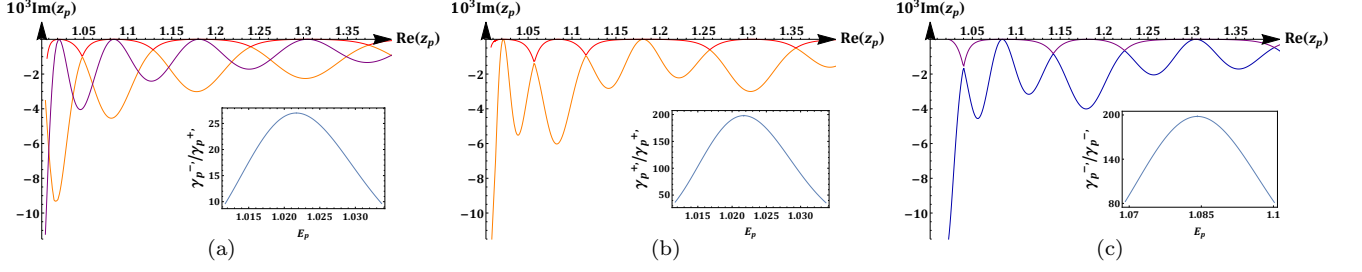 10³Im(z_p)
1.05 1.1 1.15 1.2 1.25 1.3 1.35
Re(z_p)
−2
−4
−6
−8
−10
γ_p^{-,}/γ_p^{+,}
25
20
15
10
1.015 1.020 1.025 1.030
E_p
(a)
10³Im(z_p)
1.05 1.1 1.15 1.2 1.25 1.3 1.35
Re(z_p)
−2
−4
−6
−8
−10
γ_p^{+,}/γ_p^{+,}
200
150
100
50
1.015 1.020 1.025 1.030
E_p
(b)
10³Im(z_p)
1.05 1.1 1.15 1.2 1.25 1.3 1.35
Re(z_p)
−2
−4
−6
−8
−10
γ_p^{-,}/γ_p^{-,}
200
140
80
1.07 1.085 1.1
E_p
(c)